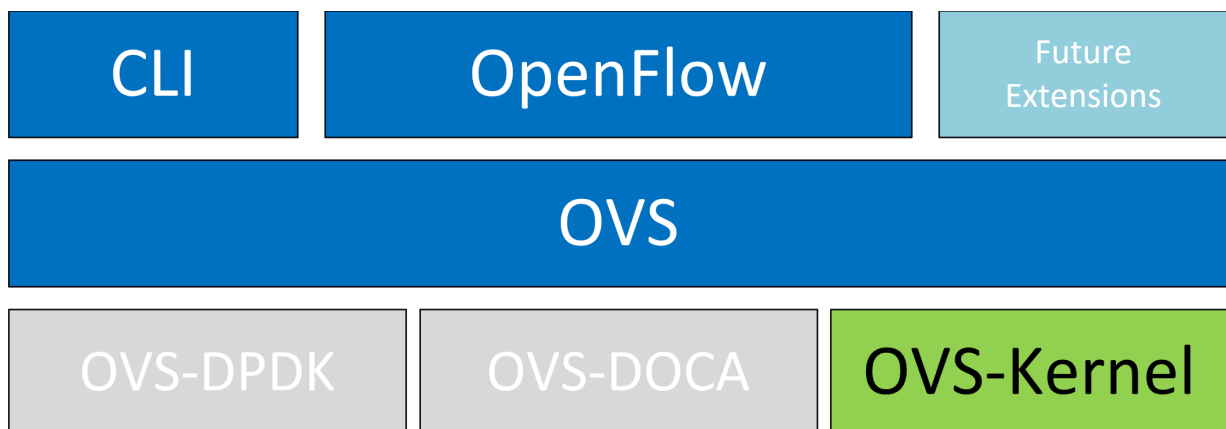 CLI
OpenFlow
Future
Extensions
OVS
OVS-DPDK
OVS-DOCA
OVS-Kernel